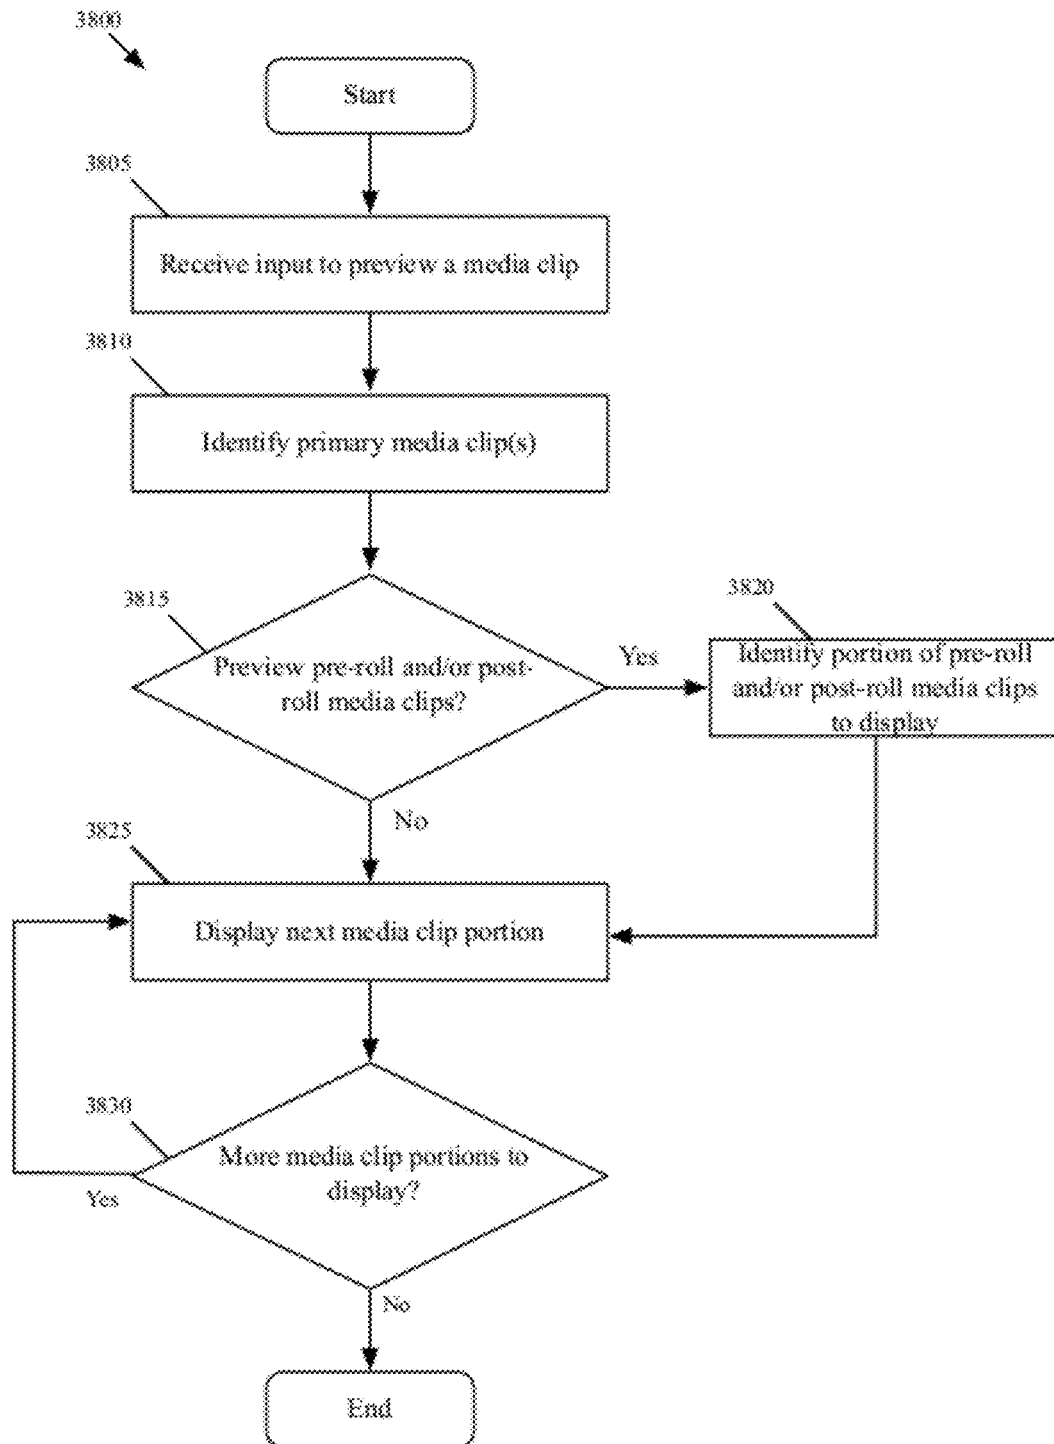 3800
Start
3805
Receive input to preview a media clip
3810
Identify primary media clip(s)
3815
Preview pre-roll and/or post-
roll media clips?
Yes
3820
Identify portion of pre-roll
and/or post-roll media clips
to display
No
3825
Display next media clip portion
3830
More media clip portions to
display?
Yes
No
End